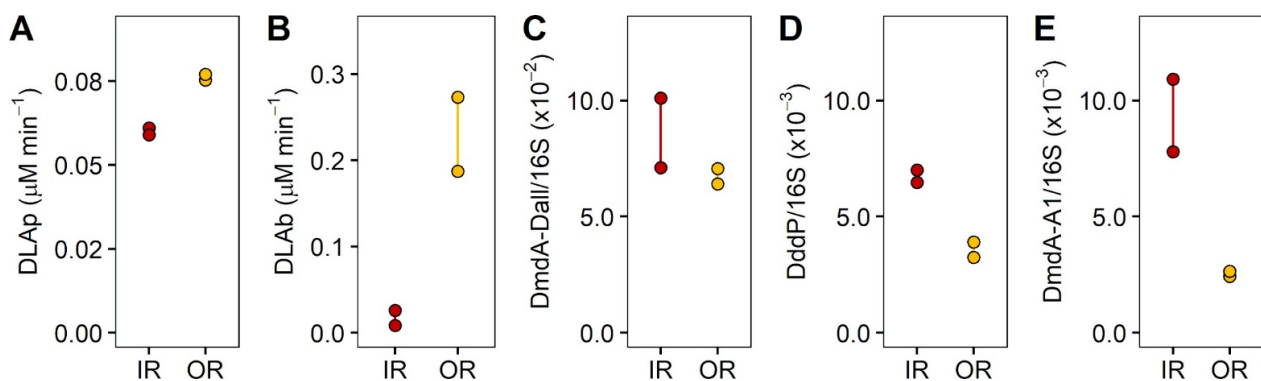 A
DLAp (μM min⁻¹)
0.08
0.05
0.02
0.00
IR OR
B
DLAb (μM min⁻¹)
0.3
0.2
0.1
0.0
IR OR
C
DmdA-Dall/16S (x10⁻²)
10.0
5.0
0.0
IR OR
D
DddP/16S (x10⁻³)
10.0
5.0
0.0
IR OR
E
DmdA-A1/16S (x10⁻³)
10.0
5.0
0.0
IR OR